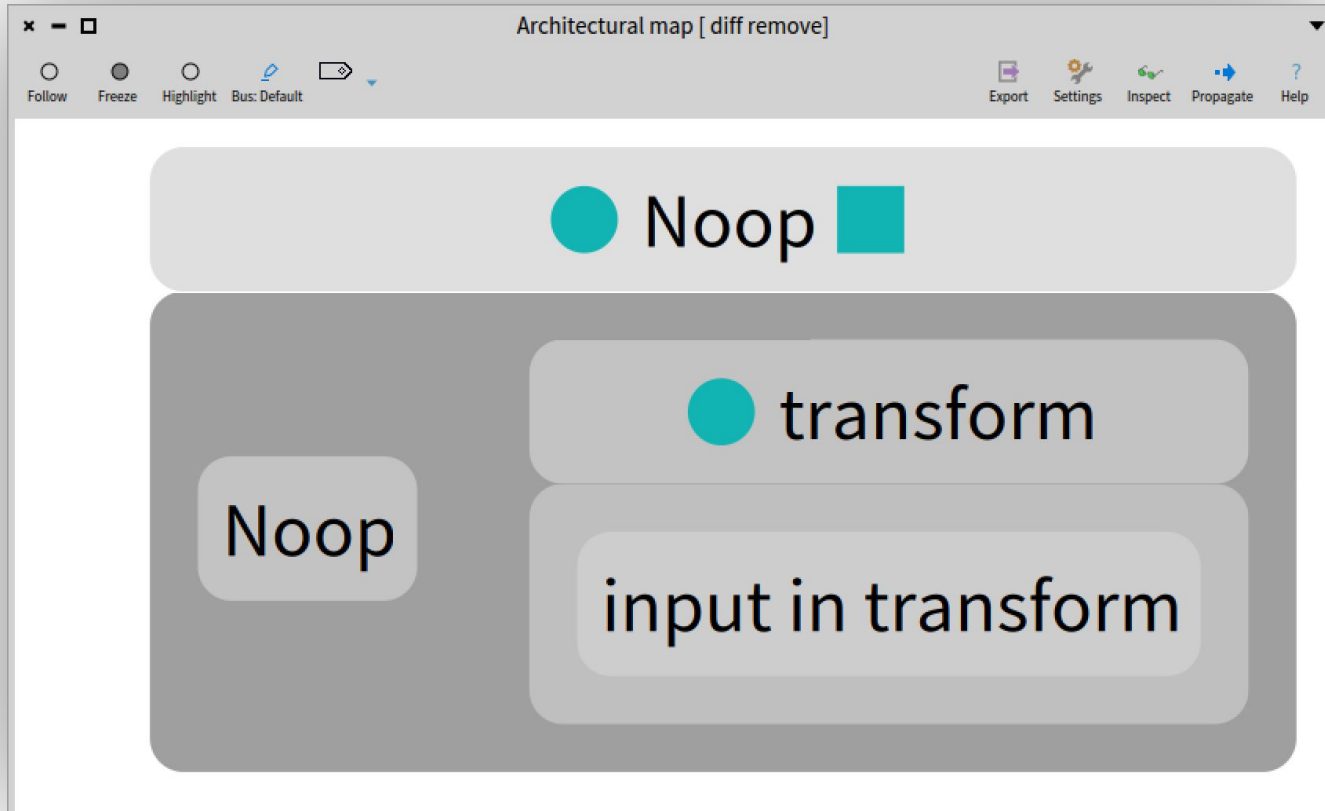 Architectural map [ diff remove]
Follow Freeze Highlight Bus: Default Export Settings Inspect Propagate ? Help
Noop
transform
Noop
input in transform